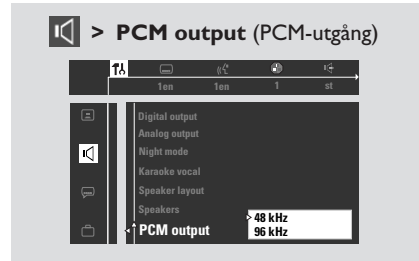 > PCM output (PCM-utgång)
1en 1en 1 st
Digital output
Analog output
Night mode
Karaoke vocal
Speaker layout
Speakers
PCM output
48 kHz
96 kHz